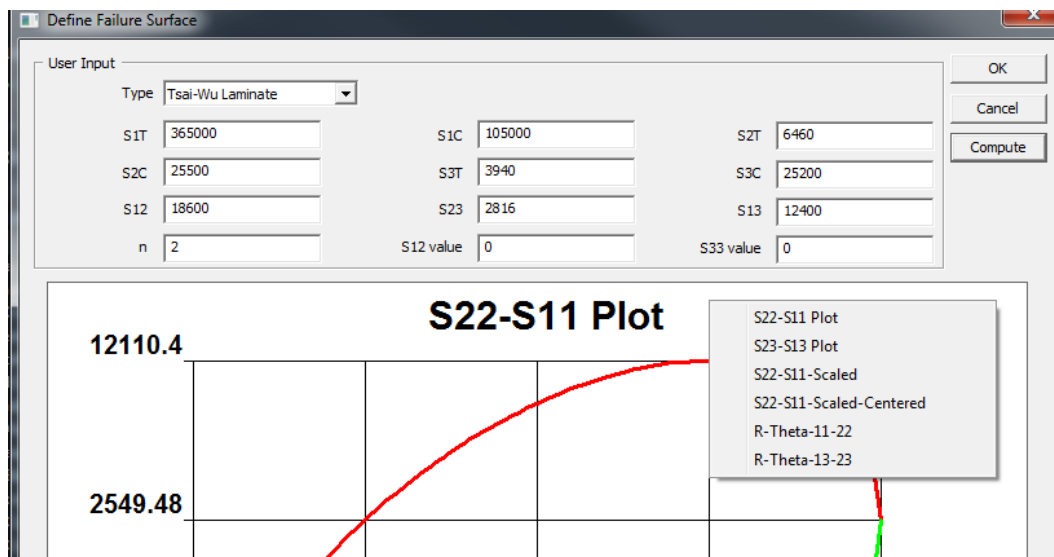 Define Failure Surface
User Input
OK
Type Tsai-Wu Laminate
Cancel
S1T 365000 S1C 105000 S2T 6460
Compute
S2C 25500 S3T 3940 S3C 25200
S12 18600 S23 2816 S13 12400
n 2 S12 value 0 S33 value 0
S22-S11 Plot
12110.4
2549.48
S22-S11 Plot
S23-S13 Plot
S22-S11-Scaled
S22-S11-Scaled-Centered
R-Theta-11-22
R-Theta-13-23